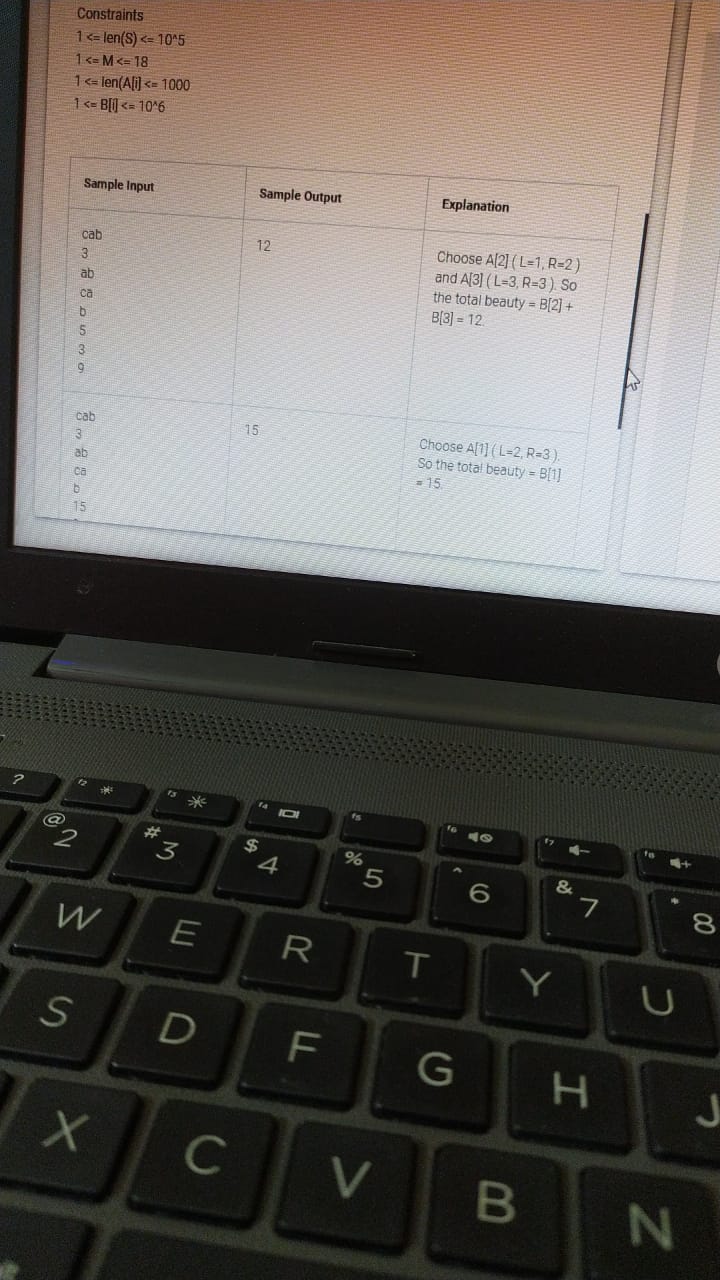 Constraints
1 <= len(S) <= 10^5
1 <= M <= 18
1 <= len(A[i] <= 1000
1 <= B[i] <= 10^6
Sample Input
Sample Output
Explanation
cab
3
ab
ca
b
5
3
9
12
Choose A[2] ( L=1, R=2 )
and A[3] ( L=3, R=3 ). So
the total beauty = B[2] +
B[3] = 12.
cab
3
ab
ca
b
15
15
Choose A[1] ( L=2, R=3 ).
So the total beauty = B[1]
= 15.
?
f2
f3
f4
f5
f6
f7
f8
@ 2
# 3
$ 4
% 5
^ 6
& 7
* 8
W
E
R
T
Y
U
S
D
F
G
H
J
X
C
V
B
N